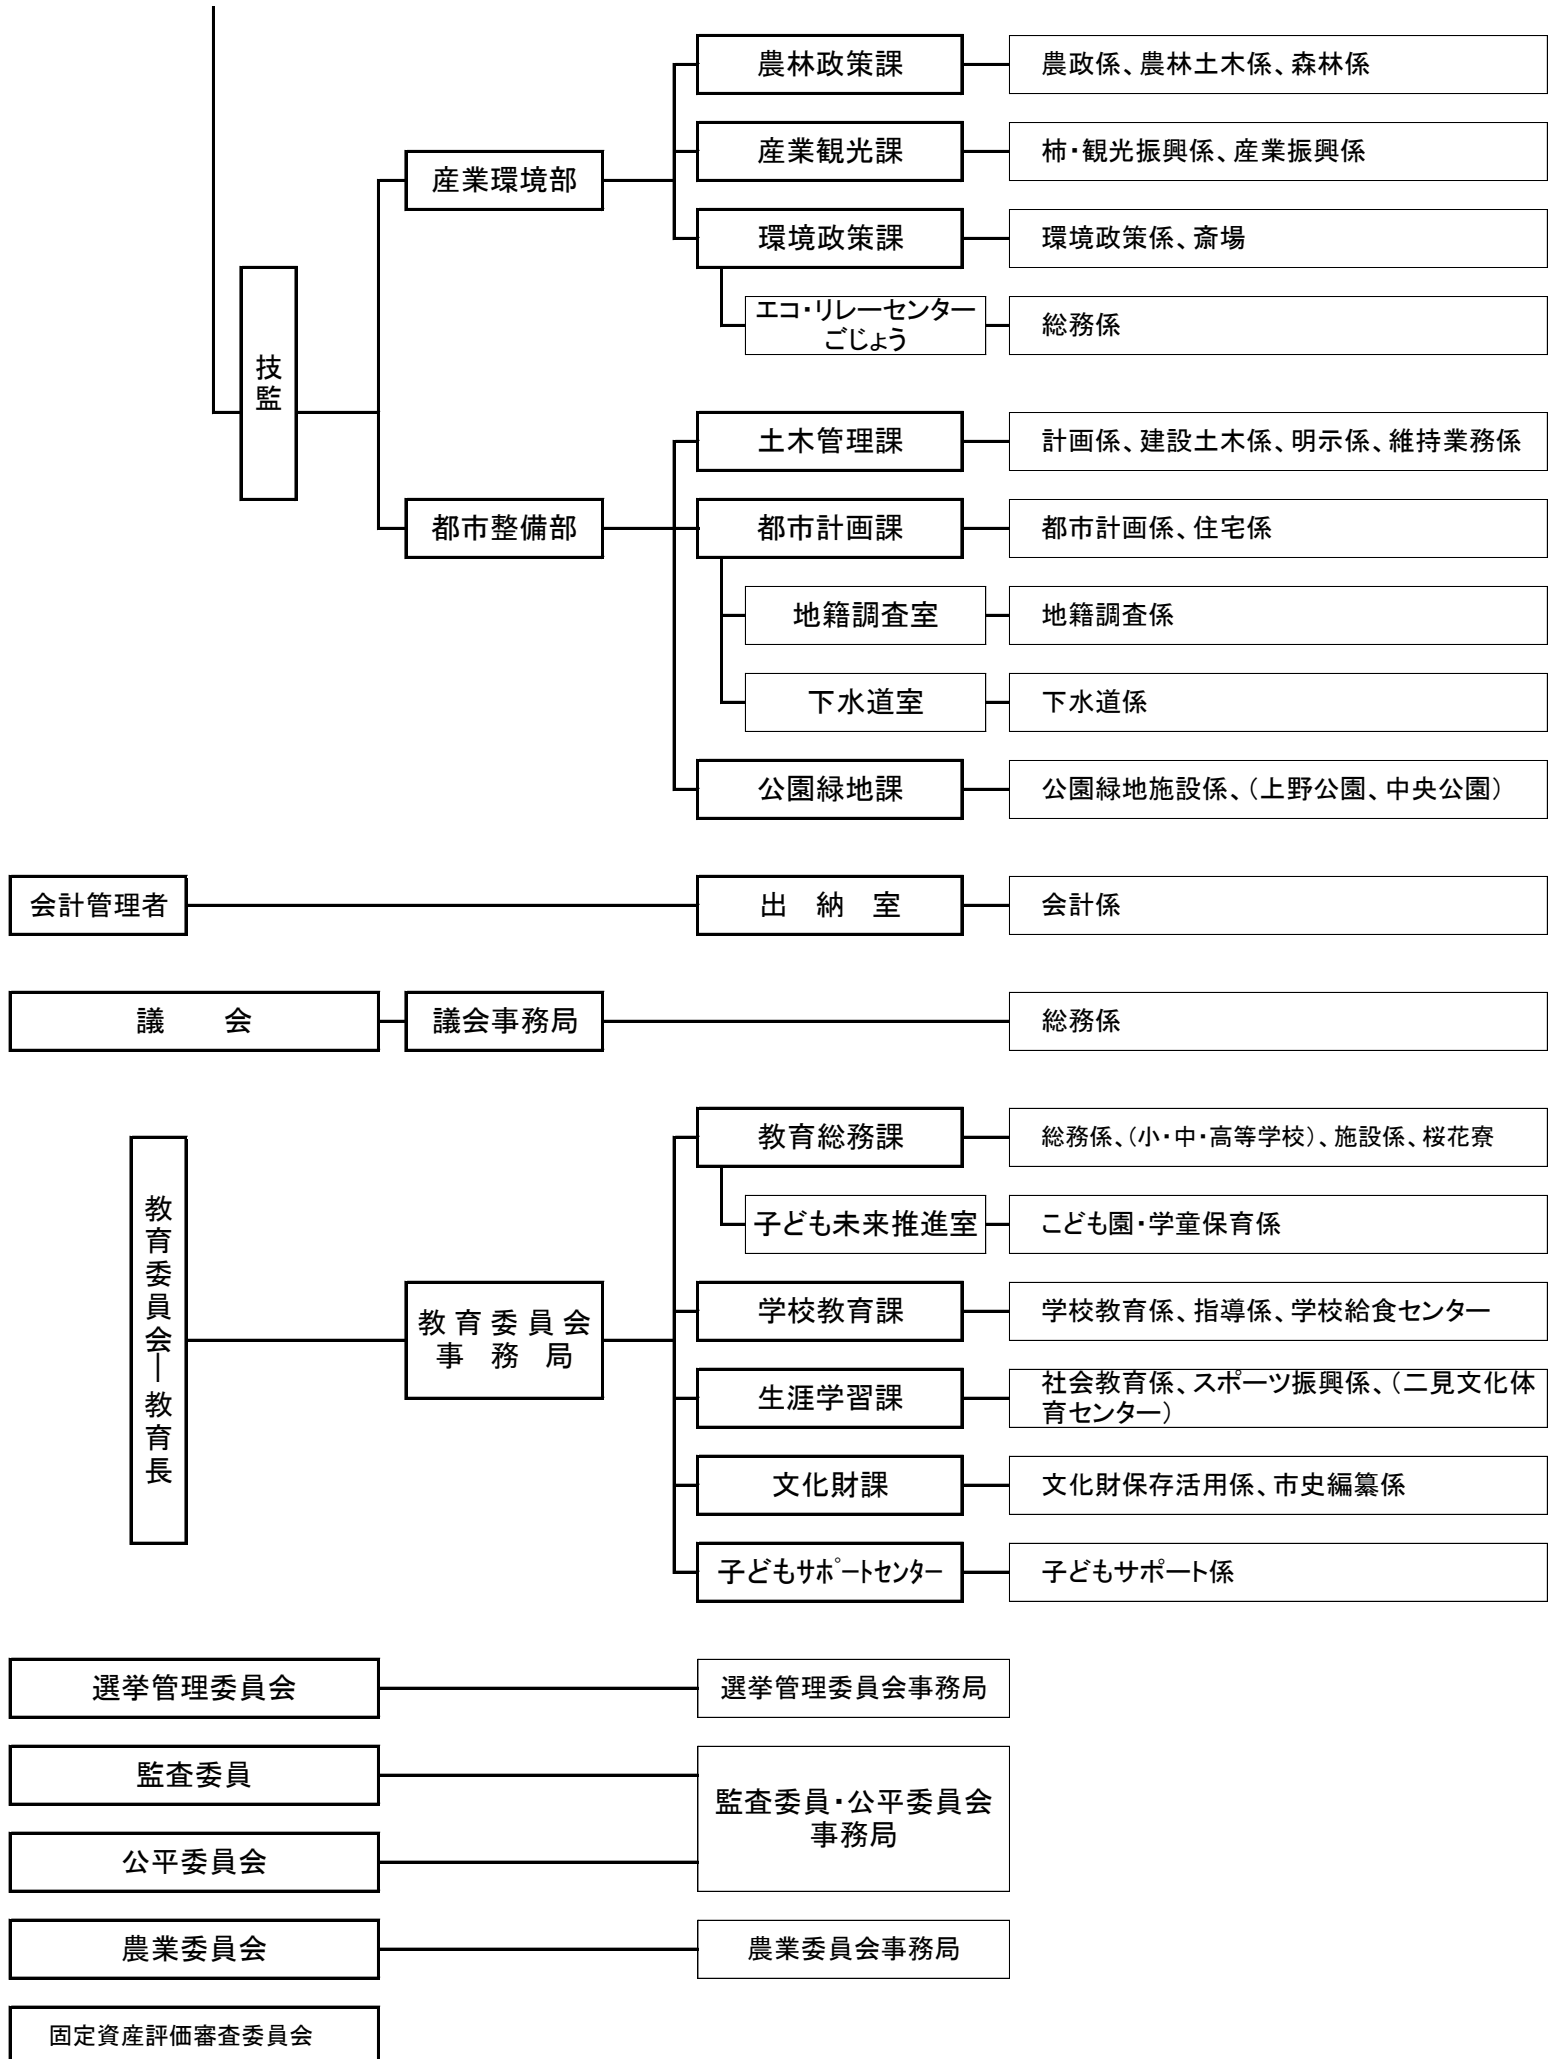 農林政策課
農政係、農林土木係、森林係
産業観光課
柿・観光振興係、産業振興係
産業環境部
環境政策課
環境政策係、斎場
エコ・リレーセンター
ごじょう
総務係
技監
土木管理課
計画係、建設土木係、明示係、維持業務係
都市整備部
都市計画課
都市計画係、住宅係
地籍調査室
地籍調査係
下水道室
下水道係
公園緑地課
公園緑地施設係、（上野公園、中央公園）
会計管理者
出　納　室
会計係
議　　会
議会事務局
総務係
教育委員会―教育長
教育委員会
事　務　局
教育総務課
総務係、（小・中・高等学校）、施設係、桜花寮
子ども未来推進室
こども園・学童保育係
学校教育課
学校教育係、指導係、学校給食センター
生涯学習課
社会教育係、スポーツ振興係、（二見文化体
育センター）
文化財課
文化財保存活用係、市史編纂係
子どもｻﾎﾟｰﾄｾﾝﾀｰ
子どもサポート係
選挙管理委員会
選挙管理委員会事務局
監査委員
監査委員・公平委員会
事務局
公平委員会
農業委員会
農業委員会事務局
固定資産評価審査委員会